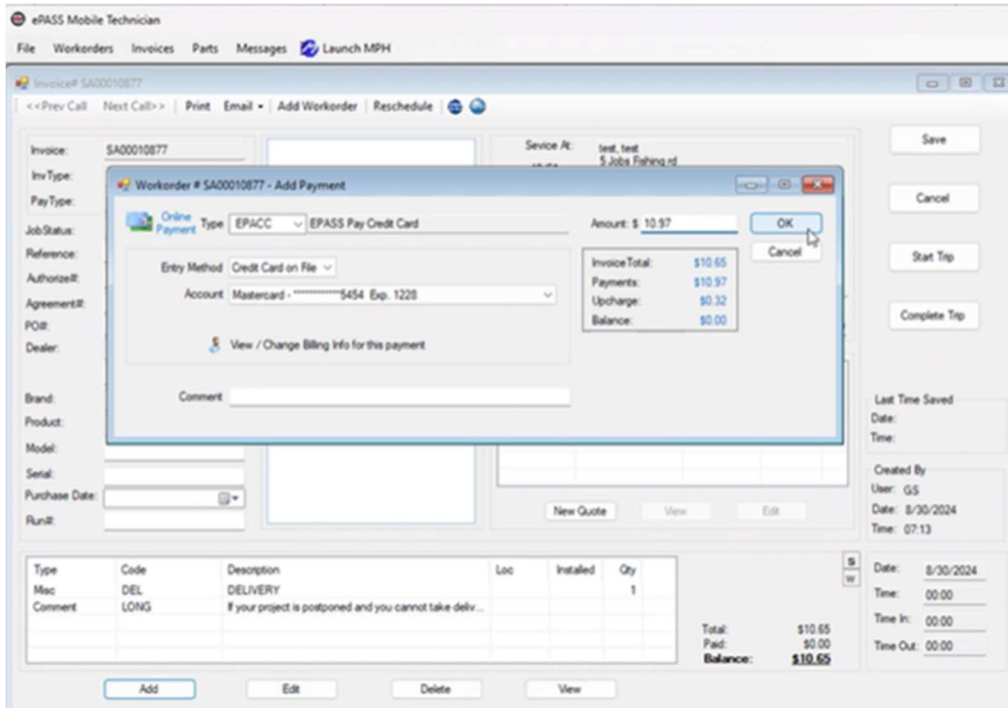 ePASS Mobile Technician
File Workorders Invoices Parts Messages Launch MPH
Invoice# SA00010877
<<Prev Call Next Call>> Print Email Add Workorder Reschedule
Invoice: SA00010877
Sevice At: test, test
5 Jobs Fishing rd
Save
Inv Type:
Workorder # SA00010877 - Add Payment
Pay Type:
Cancel
Online Payment Type EPACC EPASS Pay Credit Card
Amount: $ 10.97
OK
JobStatus:
Reference:
Cancel
Start Trip
Entry Method Credit Card on File
Invoice Total: $10.65
Authorize#:
Account Mastercard - ************5454 Exp. 1228
Payments: $10.97
Agreement#:
Upcharge: $0.32
PO#:
Balance: $0.00
Complete Trip
Dealer:
View / Change Billing Info for this payment
Brand:
Comment
Last Time Saved
Product:
Date:
Time:
Model:
Serial:
Created By
User: GS
Purchase Date:
New Quote View Edit
Date: 8/30/2024
Run#:
Time: 07:13
Type Code Description Loc Installed Qty
S
W
Date: 8/30/2024
Misc DEL DELIVERY 1
Time: 00:00
Comment LONG If your project is postponed and you cannot take deliv...
Time In: 00:00
Total: $10.65
Paid: $0.00
Time Out: 00:00
Balance: $10.65
Add Edit Delete View